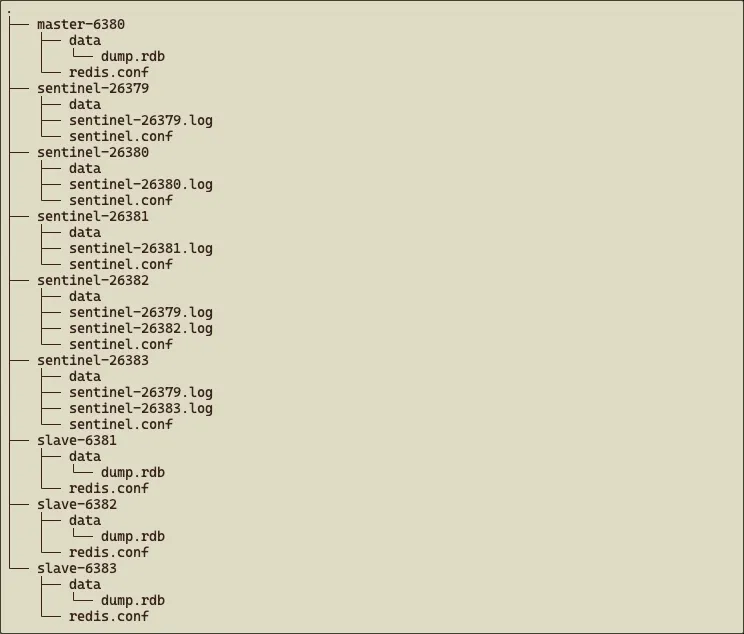 .
├── master-6380
│   ├── data
│   │   └── dump.rdb
│   └── redis.conf
├── sentinel-26379
│   ├── data
│   ├── sentinel-26379.log
│   └── sentinel.conf
├── sentinel-26380
│   ├── data
│   ├── sentinel-26380.log
│   └── sentinel.conf
├── sentinel-26381
│   ├── data
│   ├── sentinel-26381.log
│   └── sentinel.conf
├── sentinel-26382
│   ├── data
│   ├── sentinel-26379.log
│   ├── sentinel-26382.log
│   └── sentinel.conf
├── sentinel-26383
│   ├── data
│   ├── sentinel-26379.log
│   ├── sentinel-26383.log
│   └── sentinel.conf
├── slave-6381
│   ├── data
│   │   └── dump.rdb
│   └── redis.conf
├── slave-6382
│   ├── data
│   │   └── dump.rdb
│   └── redis.conf
└── slave-6383
    ├── data
    │   └── dump.rdb
    └── redis.conf